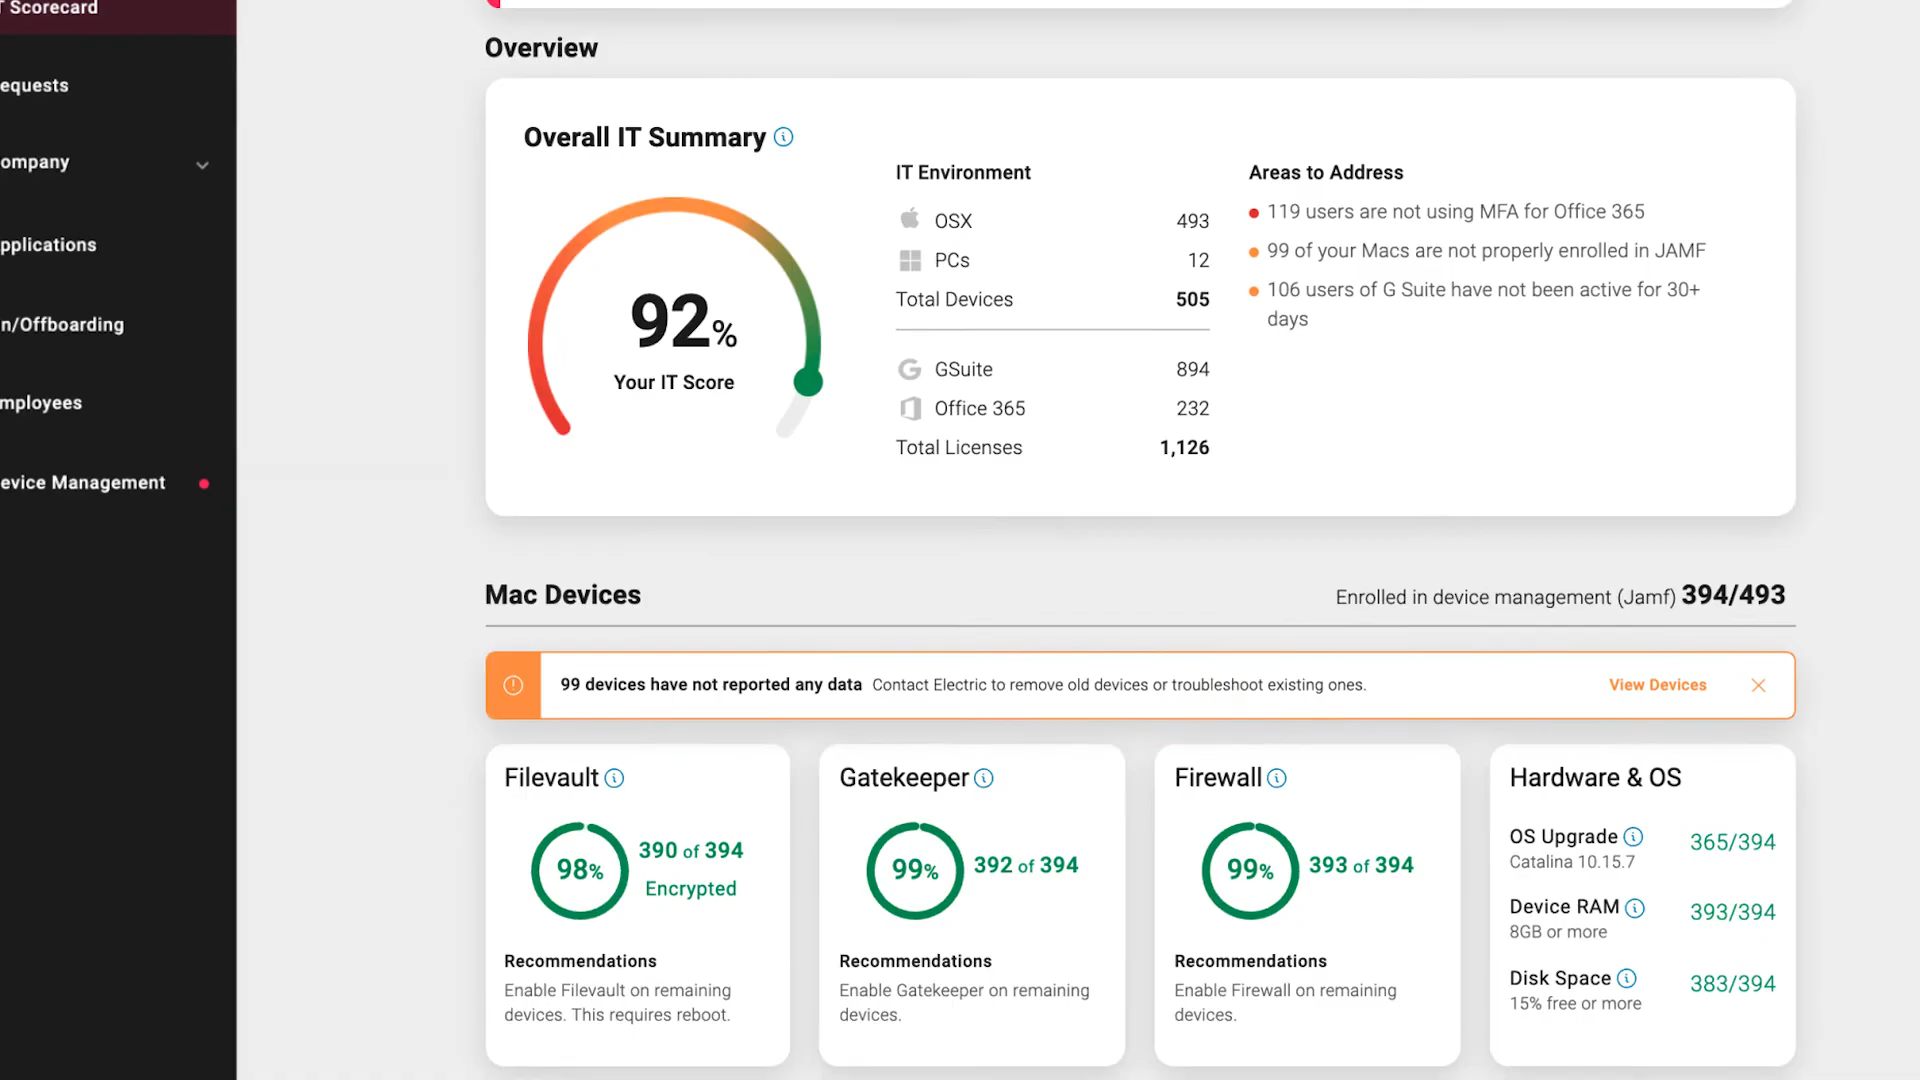 T Scorecard
equests
ompany
pplications
n/Offboarding
mployees
evice Management
Overview
Overall IT Summary
92%
Your IT Score
IT Environment
OSX 493
PCs 12
Total Devices 505
GSuite 894
Office 365 232
Total Licenses 1,126
Areas to Address
119 users are not using MFA for Office 365
99 of your Macs are not properly enrolled in JAMF
106 users of G Suite have not been active for 30+
days
Mac Devices
Enrolled in device management (Jamf) 394/493
99 devices have not reported any data Contact Electric to remove old devices or troubleshoot existing ones. View Devices
Filevault
98%
390 of 394
Encrypted
Recommendations
Enable Filevault on remaining
devices. This requires reboot.
Gatekeeper
99%
392 of 394
Recommendations
Enable Gatekeeper on remaining
devices.
Firewall
99%
393 of 394
Recommendations
Enable Firewall on remaining
devices.
Hardware & OS
OS Upgrade 365/394
Catalina 10.15.7
Device RAM 393/394
8GB or more
Disk Space 383/394
15% free or more